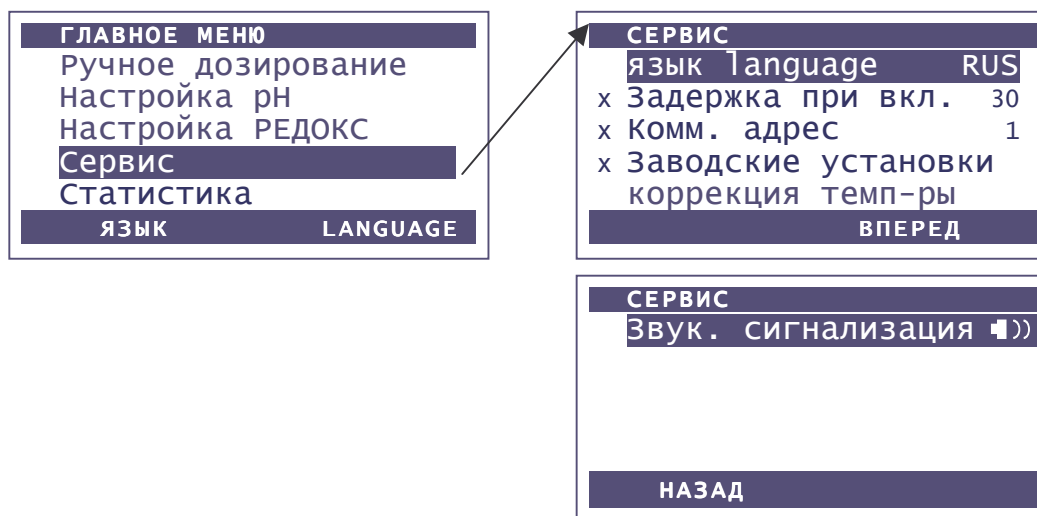 ГЛАВНОЕ МЕНЮ
Ручное дозирование
Настройка pH
Настройка РЕДОКС
Сервис
Статистика
ЯЗЫК LANGUAGE
СЕРВИС
язык language RUS
x Задержка при вкл. 30
x Комм. адрес 1
x Заводские установки
коррекция темп-ры
ВПЕРЕД
СЕРВИС
Звук. сигнализация
НАЗАД